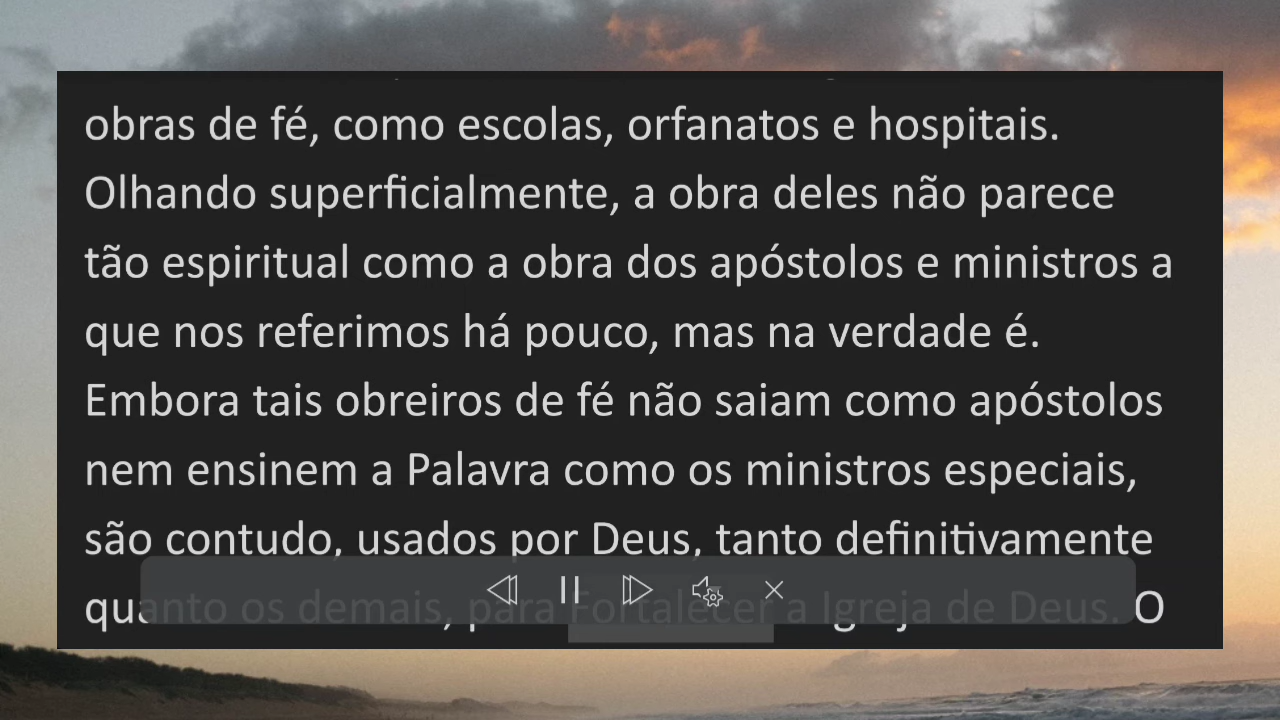 obras de fé, como escolas, orfanatos e hospitais.
Olhando superficialmente, a obra deles não parece
tão espiritual como a obra dos apóstolos e ministros a
que nos referimos há pouco, mas na verdade é.
Embora tais obreiros de fé não saiam como apóstolos
nem ensinem a Palavra como os ministros especiais,
são contudo, usados por Deus, tanto definitivamente
quanto os demais, para Fortalecer a Igreja de Deus. O